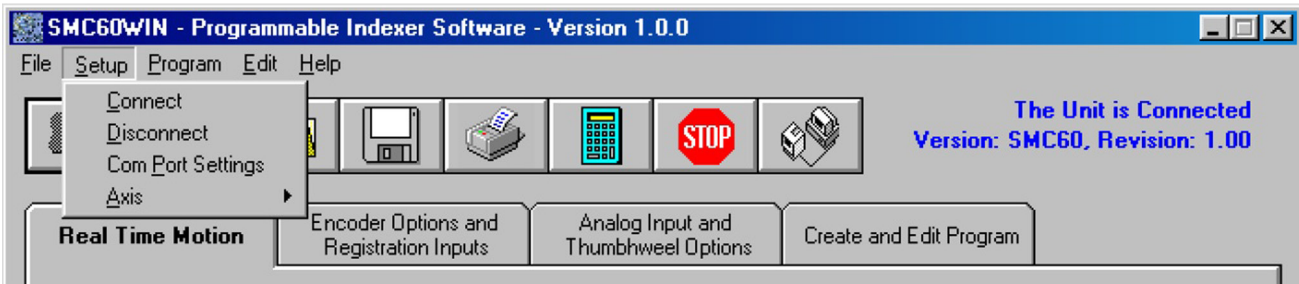 SMC60WIN - Programmable Indexer Software - Version 1.0.0
File Setup Program Edit Help
Connect
Disconnect
Com Port Settings
Axis
STOP
The Unit is Connected
Version: SMC60, Revision: 1.00
Real Time Motion
Encoder Options and
Registration Inputs
Analog Input and
Thumbhweel Options
Create and Edit Program